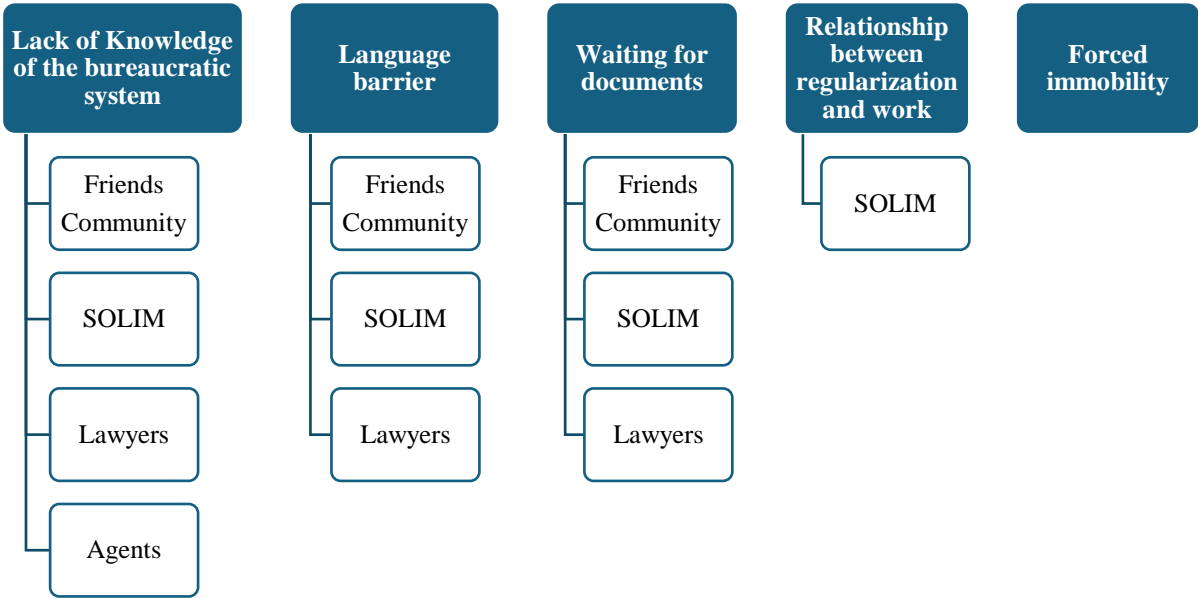 Lack of Knowledge
of the bureaucratic
system
Friends
Community
SOLIM
Lawyers
Agents
Language
barrier
Friends
Community
SOLIM
Lawyers
Waiting for
documents
Friends
Community
SOLIM
Lawyers
Relationship
between
regularization
and work
SOLIM
Forced
immobility